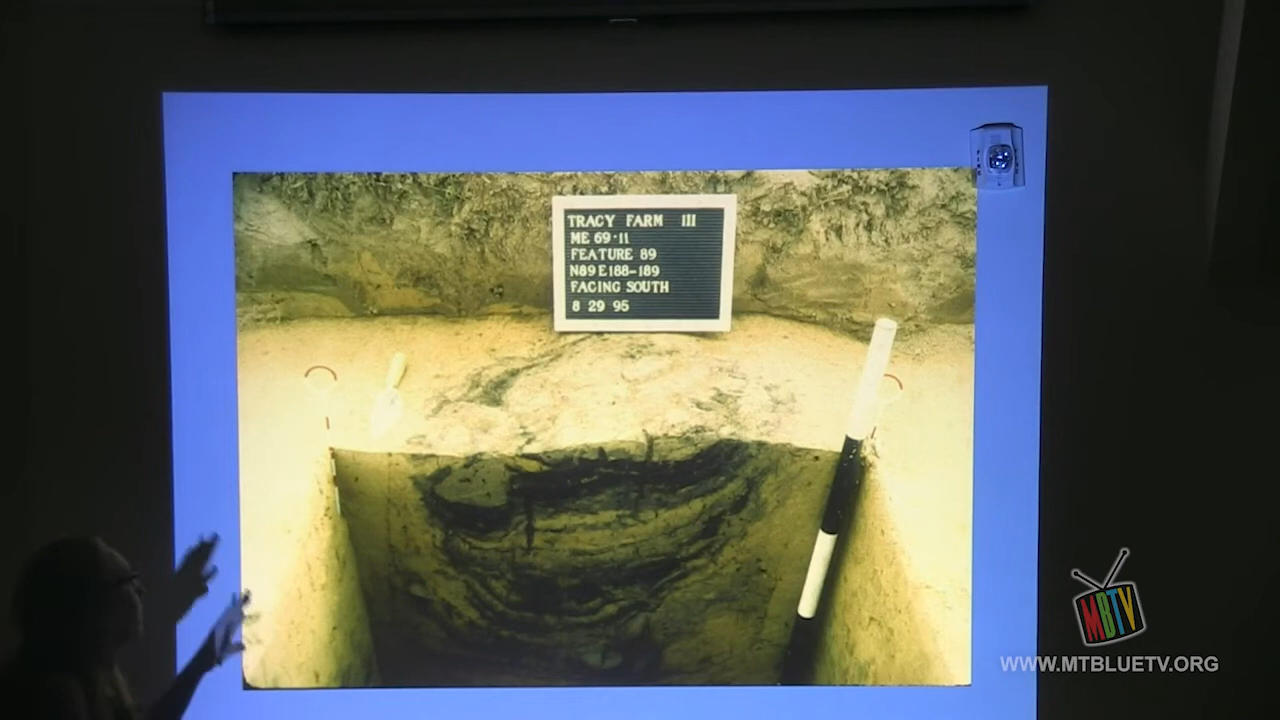 TRACY FARM III
ME 69·11
FEATURE 89
N89 E188-189
FACING SOUTH
8 29 95
FIRE
MBTV
WWW.MTBLUETV.ORG